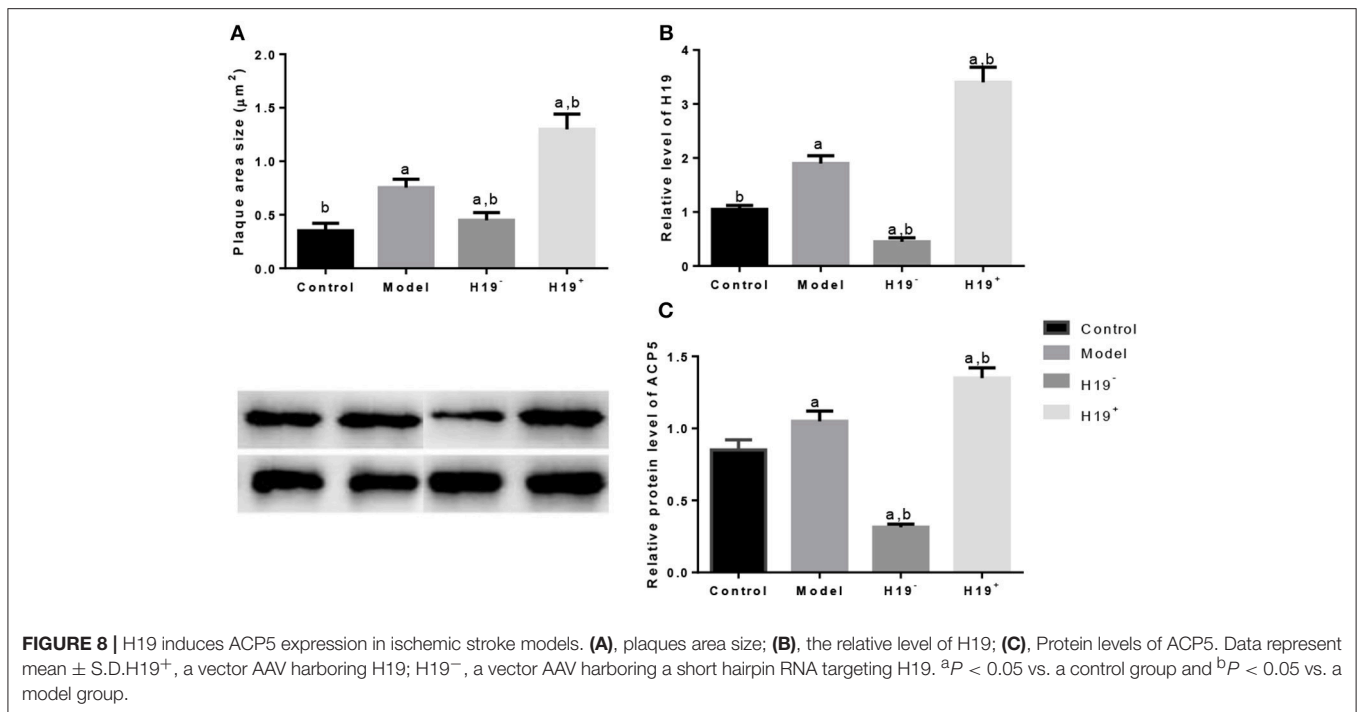 A
Plaque area size (μm²)
2.0
1.5
1.0
0.5
0.0
b
a
a,b
a,b
Control Model H19⁻ H19⁺
B
Relative level of H19
4
3
2
1
0
b
a
a,b
a,b
Control Model H19⁻ H19⁺
C
Relative protein level of ACP5
1.5
1.0
0.5
0.0
a
a,b
a,b
Control Model H19⁻ H19⁺
Control
Model
H19⁻
H19⁺
FIGURE 8 | H19 induces ACP5 expression in ischemic stroke models. (A), plaques area size; (B), the relative level of H19; (C), Protein levels of ACP5. Data represent
mean ± S.D.H19⁺, a vector AAV harboring H19; H19⁻, a vector AAV harboring a short hairpin RNA targeting H19. ᵃP < 0.05 vs. a control group and ᵇP < 0.05 vs. a
model group.